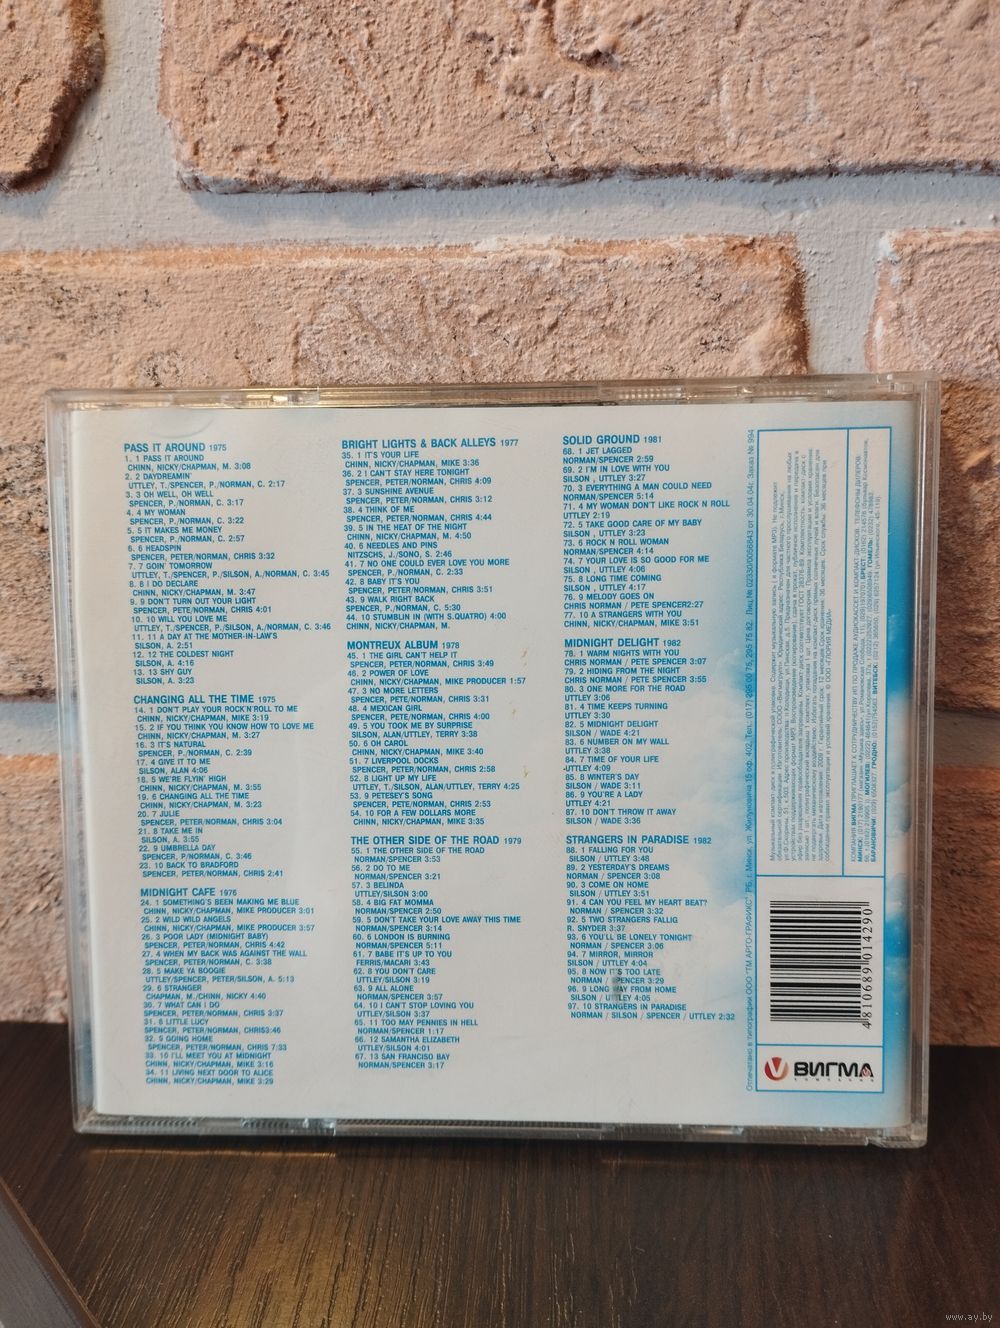 PASS IT AROUND 1975
1. 1 PASS IT AROUND
CHINN, NICKY/CHAPMAN, M. 3:08
2. 2 DAYDREAMIN'
UTTLEY, T./SPENCER, P./NORMAN, C. 2:17
3. 3 OH WELL, OH WELL
SPENCER, P./NORMAN, C. 3:17
4. 4 MY WOMAN
SPENCER, P./NORMAN, C. 3:22
5. 5 IT MAKES ME MONEY
SPENCER, P./NORMAN, C. 2:57
6. 6 HEADSPIN
SPENCER, PETER/NORMAN, CHRIS 3:32
7. 7 GOIN' TOMORROW
UTTLEY, T./SPENCER, P./SILSON, A./NORMAN, C. 3:45
8. 8 I DO DECLARE
CHINN, NICKY/CHAPMAN, M. 3:47
9. 9 DON'T TURN OUT YOUR LIGHT
SPENCER, PETE/NORMAN, CHRIS 4:01
10. 10 WILL YOU LOVE ME
UTTLEY, T./SPENCER, P./SILSON, A./NORMAN, C. 3:46
11. 11 A DAY AT THE MOTHER-IN-LAW'S
SILSON, A. 2:51
12. 12 THE COLDEST NIGHT
SILSON, A. 4:16
13. 13 SHY GUY
SILSON, A. 3:23
CHANGING ALL THE TIME 1975
14. 1 DON'T PLAY YOUR ROCK'N'ROLL TO ME
CHINN, NICKY/CHAPMAN, MIKE 3:19
15. 2 IF YOU THINK YOU KNOW HOW TO LOVE ME
CHINN, NICKY/CHAPMAN, M. 3:27
16. 3 IT'S NATURAL
SPENCER, P./NORMAN, C. 2:39
17. 4 GIVE IT TO ME
SILSON, ALAN 4:06
18. 5 WE'RE FLYIN' HIGH
CHINN, NICKY/CHAPMAN, M. 3:55
19. 6 CHANGING ALL THE TIME
CHINN, NICKY/CHAPMAN, M. 3:23
20. 7 JULIE
SPENCER, PETER/NORMAN, CHRIS 3:04
21. 8 TAKE ME IN
SILSON, A. 3:55
22. 9 UMBRELLA DAY
SPENCER, P/NORMAN, C. 3:46
23. 10 BACK TO BRADFORD
SPENCER, PETER/NORMAN, CHRIS 2:41
MIDNIGHT CAFE 1976
24. 1 SOMETHING'S BEEN MAKING ME BLUE
CHINN, NICKY/CHAPMAN, MIKE PRODUCER 3:01
25. 2 WILD WILD ANGELS
CHINN, NICKY/CHAPMAN, MIKE PRODUCER 3:57
26. 3 POOR LADY (MIDNIGHT BABY)
SPENCER, PETER/NORMAN, CHRIS 4:42
27. 4 WHEN MY BACK WAS AGAINST THE WALL
SPENCER, PETER/NORMAN, C. 3:38
28. 5 MAKE YA BOOGIE
UTTLEY/SPENCER, PETER/SILSON, A. 5:13
29. 6 STRANGER
CHAPMAN, M./CHINN, NICKY 4:40
30. 7 WHAT CAN I DO
SPENCER, PETER/NORMAN, CHRIS 3:37
31. 8 LITTLE LUCY
SPENCER, PETER/NORMAN, CHRIS3:46
32. 9 GOING HOME
SPENCER, PETER/NORMAN, CHRIS 7:33
33. 10 I'LL MEET YOU AT MIDNIGHT
CHINN, NICKY/CHAPMAN, MIKE 3:16
34. 11 LIVING NEXT DOOR TO ALICE
CHINN, NICKY/CHAPMAN, MIKE 3:29
BRIGHT LIGHTS & BACK ALLEYS 1977
35. 1 IT'S YOUR LIFE
CHINN, NICKY/CHAPMAN, MIKE 3:36
36. 2 I CAN'T STAY HERE TONIGHT
SPENCER, PETER/NORMAN, CHRIS 4:09
37. 3 SUNSHINE AVENUE
SPENCER, PETER/NORMAN, CHRIS 3:12
38. 4 THINK OF ME
SPENCER, PETER/NORMAN, CHRIS 4:44
39. 5 IN THE HEAT OF THE NIGHT
CHINN, NICKY/CHAPMAN, M. 4:50
40. 6 NEEDLES AND PINS
NITZSCHS, J./SONO, S. 2:46
41. 7 NO ONE COULD EVER LOVE YOU MORE
SPENCER, P./NORMAN, C. 2:33
42. 8 BABY IT'S YOU
SPENCER, PETER/NORMAN, CHRIS 3:51
43. 9 WALK RIGHT BACK
SPENCER, P./NORMAN, C. 5:30
44. 10 STUMBLIN IN (WITH S.QUATRO) 4:00
CHINN, NICKY/CHAPMAN, M.
MONTREUX ALBUM 1978
45. 1 THE GIRL CAN'T HELP IT
SPENCER, PETER/NORMAN, CHRIS 3:49
46. 2 POWER OF LOVE
CHINN, NICKY/CHAPMAN, MIKE PRODUCER 1:57
47. 3 NO MORE LETTERS
SPENCER, PETE/NORMAN, CHRIS 3:31
48. 4 MEXICAN GIRL
SPENCER, PETE/NORMAN, CHRIS 4:00
49. 5 YOU TOOK ME BY SURPRISE
SILSON, ALAN/UTTLEY, TERRY 3:38
50. 6 OH CAROL
CHINN, NICKY/CHAPMAN, MIKE 3:40
51. 7 LIVERPOOL DOCKS
SPENCER, PETER/NORMAN, CHRIS 2:58
52. 8 LIGHT UP MY LIFE
UTTLEY, T./SILSON, ALAN/UTTLEY, TERRY 4:25
53. 9 PETESEY'S SONG
SPENCER, PETE/NORMAN, CHRIS 2:53
54. 10 FOR A FEW DOLLARS MORE
CHINN, NICKY/CHAPMAN, MIKE 3:35
THE OTHER SIDE OF THE ROAD 1979
55. 1 THE OTHER SIDE OF THE ROAD
NORMAN/SPENCER 3:53
56. 2 DO TO ME
NORMAN/SPENCER 3:21
57. 3 BELINDA
UTTLEY/SILSON 3:00
58. 4 BIG FAT MOMMA
NORMAN/SPENCER 2:50
59. 5 DON'T TAKE YOUR LOVE AWAY THIS TIME
NORMAN/SPENCER 3:14
60. 6 LONDON IS BURNING
NORMAN/SPENCER 5:11
61. 7 BABE IT'S UP TO YOU
FERRIS/MACARI 3:43
62. 8 YOU DON'T CARE
UTTLEY/SILSON 3:19
63. 9 ALL ALONE
NORMAN/SPENCER 3:57
64. 10 I CAN'T STOP LOVING YOU
UTTLEY/SILSON 3:37
65. 11 TOO MAY PENNIES IN HELL
NORMAN/SPENCER 1:17
66. 12 SAMANTHA ELIZABETH
UTTLEY/SILSON 4:01
67. 13 SAN FRANCISO BAY
NORMAN/SPENCER 3:17
SOLID GROUND 1981
68. 1 JET LAGGED
NORMAN/SPENCER 2:59
69. 2 I'M IN LOVE WITH YOU
SILSON , UTTLEY 3:27
70. 3 EVERYTHING A MAN COULD NEED
NORMAN/SPENCER 5:14
71. 4 MY WOMAN DON'T LIKE ROCK N ROLL
UTTLEY 2:19
72. 5 TAKE GOOD CARE OF MY BABY
SILSON , UTTLEY 3:23
73. 6 ROCK N ROLL WOMAN
NORMAN/SPENCER 4:14
74. 7 YOUR LOVE IS SO GOOD FOR ME
SILSON , UTTLEY 4:06
75. 8 LONG TIME COMING
SILSON , UTTLEY 4:17
76. 9 MELODY GOES ON
CHRIS NORMAN / PETE SPENCER2:27
77. 10 A STRANGERS WITH YOU
CHINN, NICKY/CHAPMAN, MIKE 3:51
MIDNIGHT DELIGHT 1982
78. 1 WARM NIGHTS WITH YOU
CHRIS NORMAN / PETE SPENCER 3:07
79. 2 HIDING FROM THE NIGHT
CHRIS NORMAN / PETE SPENCER 3:55
80. 3 ONE MORE FOR THE ROAD
UTTLEY 3:06
81. 4 TIME KEEPS TURNING
UTTLEY 3:30
82. 5 MIDNIGHT DELIGHT
SILSON / WADE 4:21
83. 6 NUMBER ON MY WALL
UTTLEY 3:38
84. 7 TIME OF YOUR LIFE
UTTLEY 4:09
85. 8 WINTER'S DAY
SILSON / WADE 3:11
86. 9 YOU'RE A LADY
UTTLEY 4:21
87. 10 DON'T THROW IT AWAY
SILSON / WADE 3:36
STRANGERS IN PARADISE 1982
88. 1 FALLING FOR YOU
SILSON / UTTLEY 3:48
89. 2 YESTERDAY'S DREAMS
NORMAN / SPENCER 3:08
90. 3 COME ON HOME
SILSON / UTTLEY 3:51
91. 4 CAN YOU FEEL MY HEART BEAT?
NORMAN / SPENCER 3:32
92. 5 TWO STRANGERS FALLIG
R. SNYDER 3:37
93. 6 YOU'LL BE LONELY TONIGHT
NORMAN / SPENCER 3:06
94. 7 MIRROR, MIRROR
SILSON / UTTLEY 4:04
95. 8 NOW IT'S TOO LATE
NORMAN / SPENCER 3:29
96. 9 LONG WAY FROM HOME
SILSON / UTTLEY 4:05
97. 10 STRANGERS IN PARADISE
NORMAN / SILSON / SPENCER / UTTLEY 2:32
Отпечатано в типографии ООО "ТМ АРГО-ГРАФИКС" РБ, г. Минск, ул. Жилуновича 15 оф. 402, Тел.: (017) 295 00 75, 295 75 82. Лиц.№ 02330/0056843 от 30.04.04г. Заказ № 994
4 810689 014290
ВИГМА
КОМПАНИЯ
www.ay.by